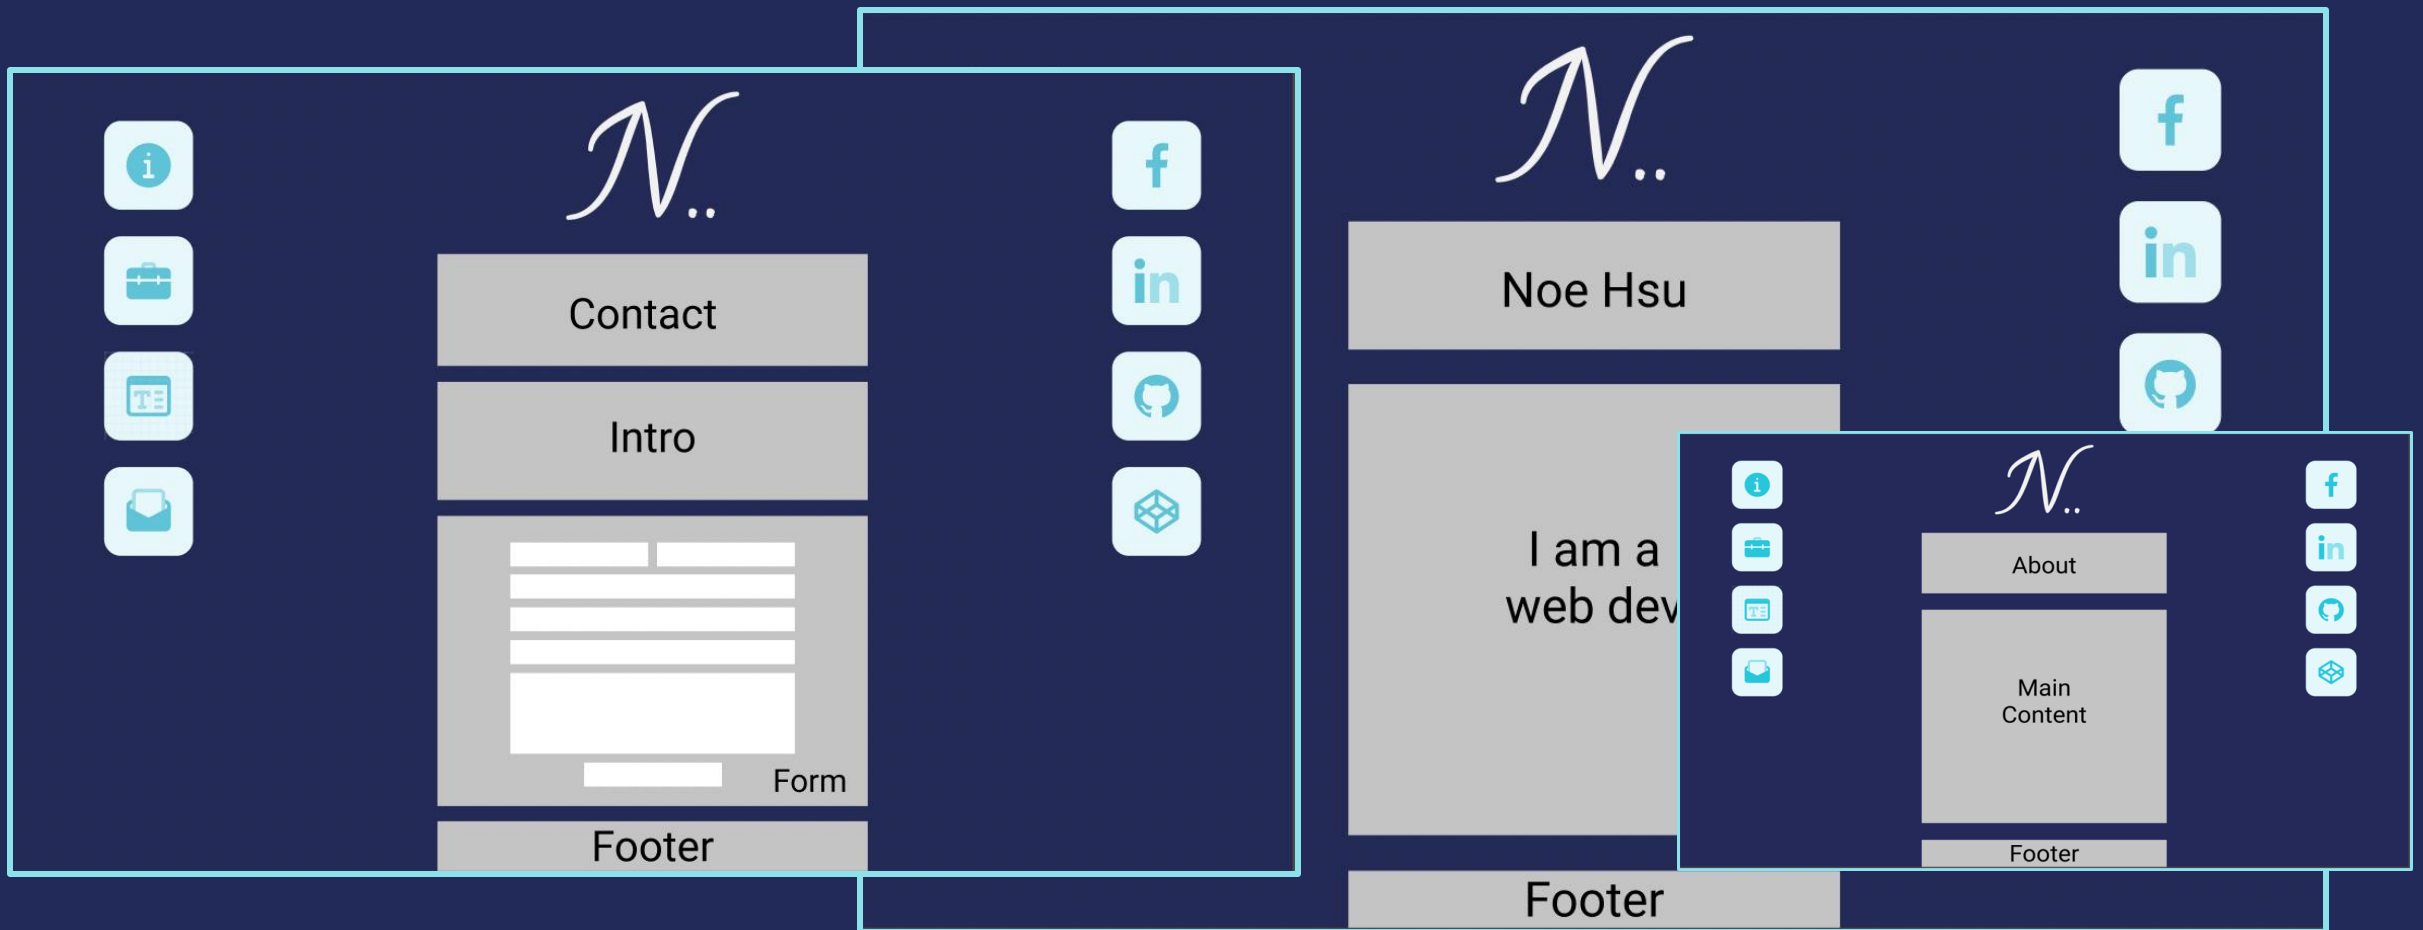 N..
Contact
Intro
Form
Footer
N..
Noe Hsu
I am a
web dev
Footer
N..
About
Main
Content
Footer